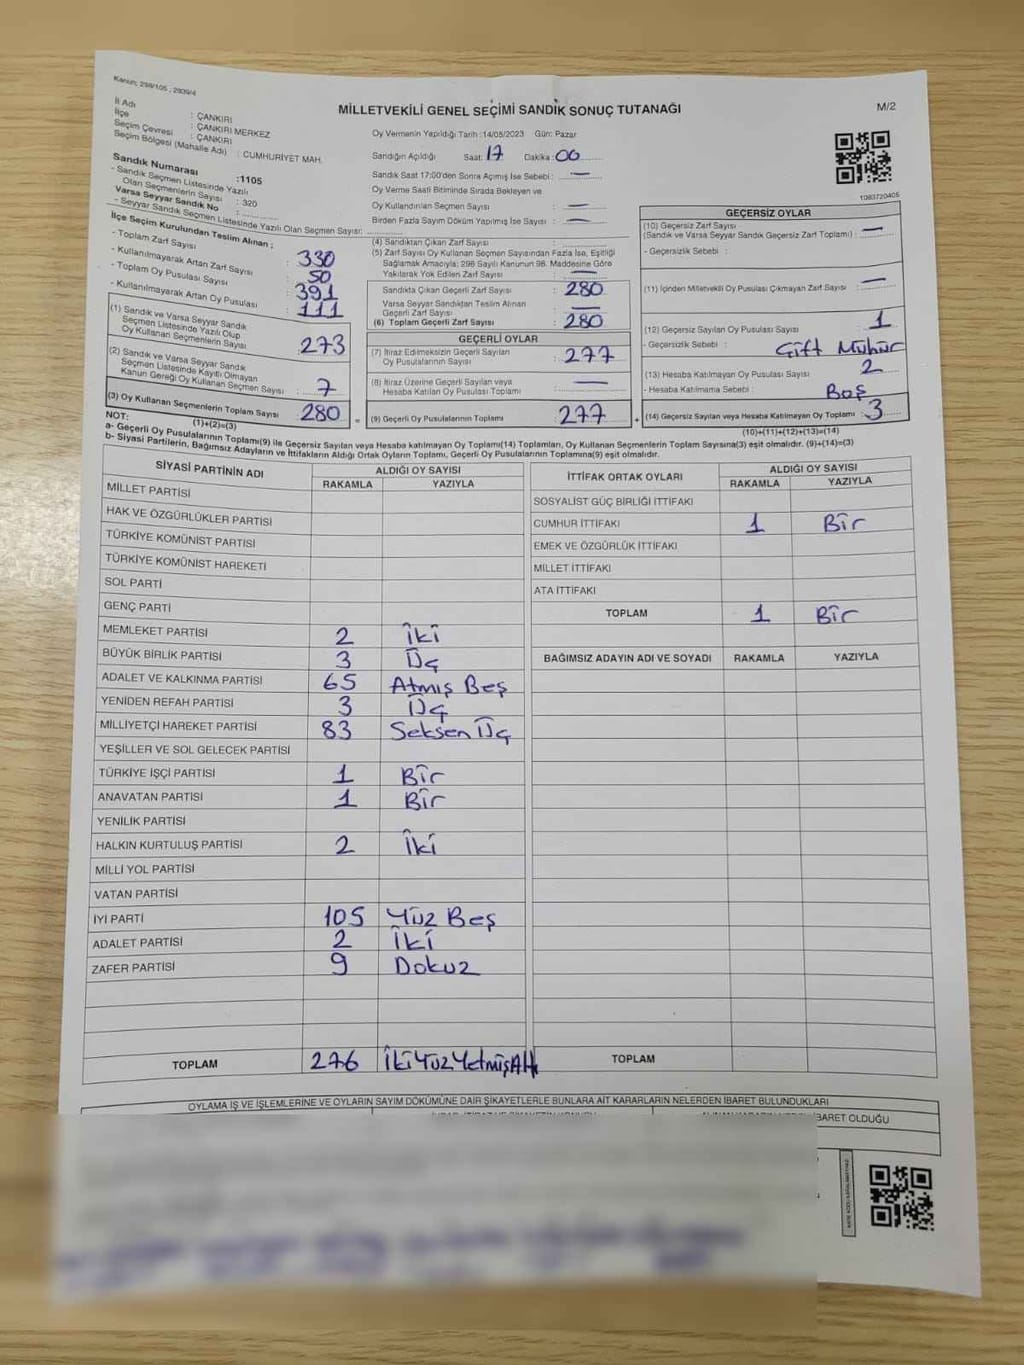 Kanun; 298/105 , 2839/4
MİLLETVEKİLİ GENEL SEÇİMİ SANDIK SONUÇ TUTANAĞI
M/2
İl Adı : ÇANKIRI
İlçe : ÇANKIRI MERKEZ
Seçim Çevresi : ÇANKIRI
Seçim Bölgesi (Mahalle Adı) : CUMHURİYET MAH.
Sandık Numarası :1105
- Sandık Seçmen Listesinde Yazılı
Olan Seçmenlerin Sayısı : 320
Varsa Seyyar Sandık No :
- Seyyar Sandık Seçmen Listesinde Yazılı Olan Seçmen Sayısı:
Oy Vermenin Yapıldığı Tarih :14/05/2023 Gün: Pazar
Sandığın Açıldığı Saat: 17 Dakika: 00
Sandık Saat 17:00'den Sonra Açımış İse Sebebi : —
Oy Verme Saati Bitiminde Sırada Bekleyen ve
Oy Kullandırılan Seçmen Sayısı : —
Birden Fazla Sayım Döküm Yapılmış İse Sayısı : —
1083720405
İlçe Seçim Kurulundan Teslim Alınan ;
- Toplam Zarf Sayısı : 330
- Kullanılmayarak Artan Zarf Sayısı : 50
- Toplam Oy Pusulası Sayısı : 391
- Kullanılmayarak Artan Oy Pusulası : 111
(1) Sandık ve Varsa Seyyar Sandık
Seçmen Listesinde Yazılı Olup
Oy Kullanan Seçmenlerin Sayısı : 273
(2) Sandık ve Varsa Seyyar Sandık
Seçmen Listesinde Kayıtlı Olmayan
Kanun Gereği Oy Kullanan Seçmen Sayısı : 7
(3) Oy Kullanan Seçmenlerin Toplam Sayısı : 280
(1)+(2)=(3)
(4) Sandıktan Çıkan Zarf Sayısı :
(5) Zarf Sayısı Oy Kullanan Seçmen Sayısından Fazla İse, Eşitliği
Sağlamak Amacıyla; 298 Sayılı Kanunun 98. Maddesine Göre
Yakılarak Yok Edilen Zarf Sayısı : —
Sandıkta Çıkan Geçerli Zarf Sayısı : 280
Varsa Seyyar Sandıktan Teslim Alınan
Geçerli Zarf Sayısı : —
(6) Toplam Geçerli Zarf Sayısı : 280
GEÇERLİ OYLAR
(7) İtiraz Edilmeksizin Geçerli Sayılan
Oy Pusulalarının Sayısı : 277
(8) İtiraz Üzerine Geçerli Sayılan veya
Hesaba Katılan Oy Pusulası Toplamı : —
= (9) Geçerli Oy Pusulalarının Toplamı : 277
GEÇERSİZ OYLAR
(10) Geçersiz Zarf Sayısı
(Sandık ve Varsa Seyyar Sandık Geçersiz Zarf Toplamı) : —
- Geçersizlik Sebebi :
(11) İçinden Milletvekili Oy Pusulası Çıkmayan Zarf Sayısı : —
(12) Geçersiz Sayılan Oy Pusulası Sayısı : 1
- Geçersizlik Sebebi : Çift Mühür
(13) Hesaba Katılmayan Oy Pusulası Sayısı : 2
- Hesaba Katılmama Sebebi : Boş
+ (14) Geçersiz Sayılan veya Hesaba Katılmayan Oy Toplamı : 3
(10)+(11)+(12)+(13)=(14)
NOT:
a- Geçerli Oy Pusulalarının Toplamı(9) ile Geçersiz Sayılan veya Hesaba katılmayan Oy Toplamı(14) Toplamları, Oy Kullanan Seçmenlerin Toplam Sayısına(3) eşit olmalıdır. (9)+(14)=(3)
b- Siyasi Partilerin, Bağımsız Adayların ve İttifakların Aldığı Ortak Oyların Toplamı, Geçerli Oy Pusulalarının Toplamına(9) eşit olmalıdır.
SİYASİ PARTİNİN ADI ALDIĞI OY SAYISI
RAKAMLA YAZIYLA
MİLLET PARTİSİ
HAK VE ÖZGÜRLÜKLER PARTİSİ
TÜRKİYE KOMÜNİST PARTİSİ
TÜRKİYE KOMÜNİST HAREKETİ
SOL PARTİ
GENÇ PARTİ
MEMLEKET PARTİSİ 2 İki
BÜYÜK BİRLİK PARTİSİ 3 Üç
ADALET VE KALKINMA PARTİSİ 65 Atmış Beş
YENİDEN REFAH PARTİSİ 3 Üç
MİLLİYETÇİ HAREKET PARTİSİ 83 Seksen Üç
YEŞİLLER VE SOL GELECEK PARTİSİ
TÜRKİYE İŞÇİ PARTİSİ 1 Bir
ANAVATAN PARTİSİ 1 Bir
YENİLİK PARTİSİ
HALKIN KURTULUŞ PARTİSİ 2 İki
MİLLİ YOL PARTİSİ
VATAN PARTİSİ
İYİ PARTİ 105 Yüz Beş
ADALET PARTİSİ 2 İki
ZAFER PARTİSİ 9 Dokuz
TOPLAM 276 İki Yüz Yetmiş Altı
İTTİFAK ORTAK OYLARI ALDIĞI OY SAYISI
RAKAMLA YAZIYLA
SOSYALİST GÜÇ BİRLİĞİ İTTİFAKI
CUMHUR İTTİFAKI 1 Bir
EMEK VE ÖZGÜRLÜK İTTİFAKI
MİLLET İTTİFAKI
ATA İTTİFAKI
TOPLAM 1 Bir
BAĞIMSIZ ADAYIN ADI VE SOYADI RAKAMLA YAZIYLA
TOPLAM
OYLAMA İŞ VE İŞLEMLERİNE VE OYLARIN SAYIM DÖKÜMÜNE DAİR ŞİKAYETLERLE BUNLARA AİT KARARLARIN NELERDEN İBARET BULUNDUKLARI
İBARET OLDUĞU